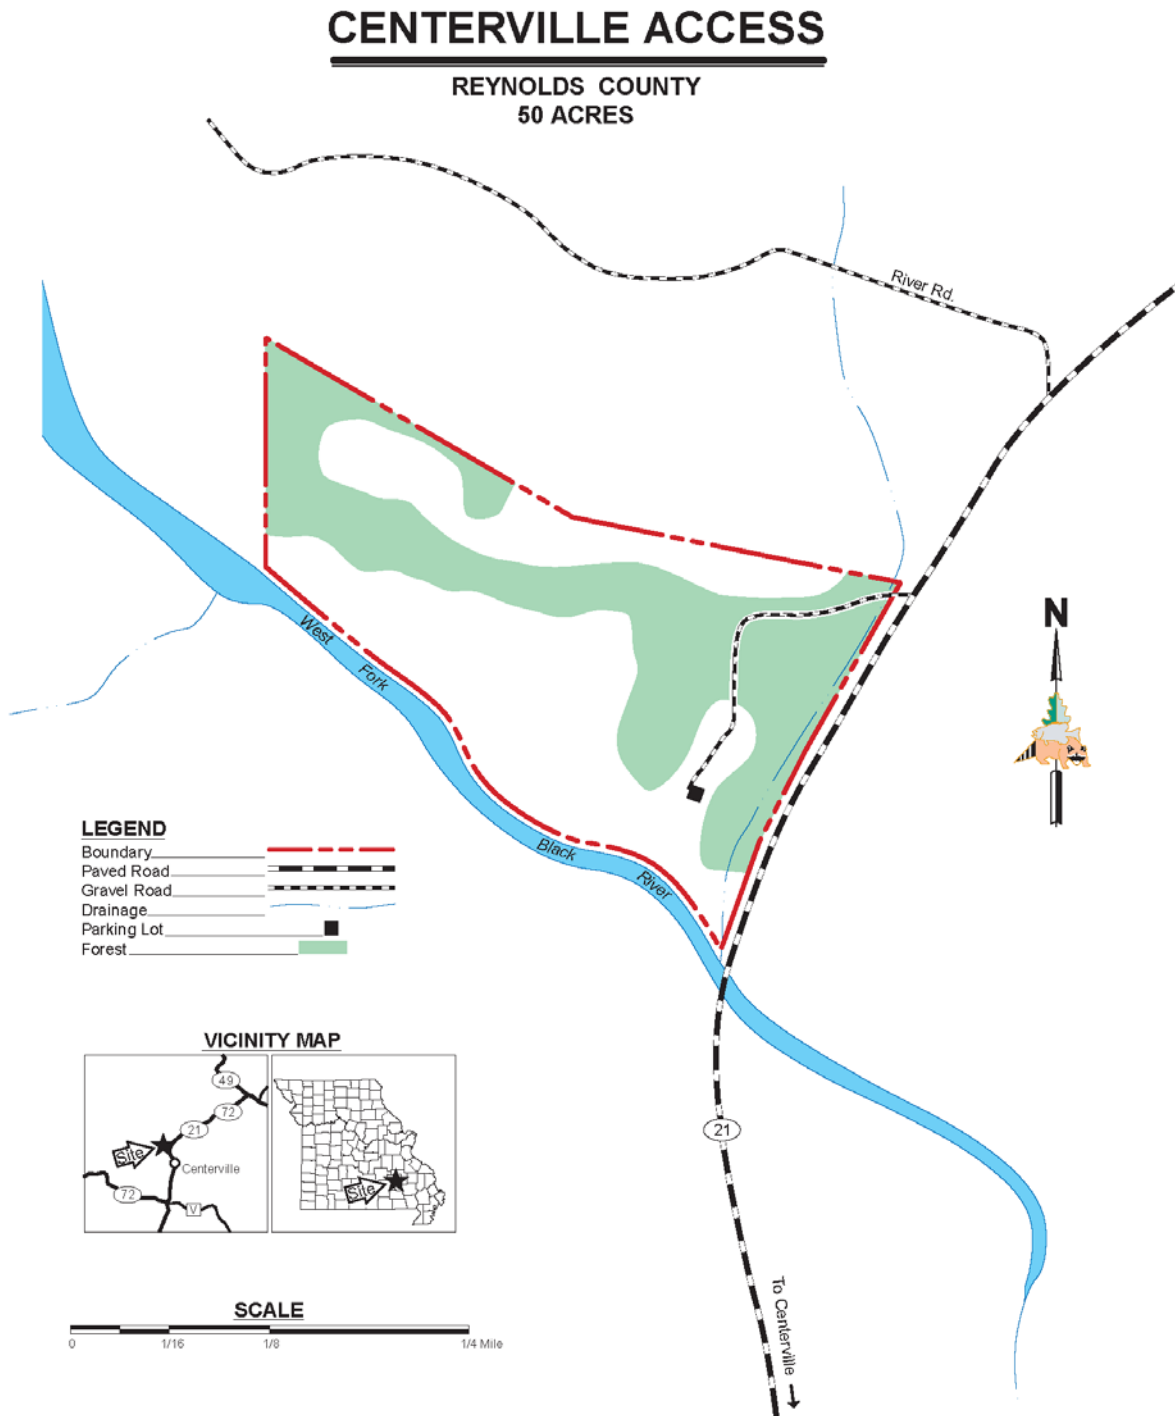 CENTERVILLE ACCESS
REYNOLDS COUNTY
50 ACRES
River Rd.
West
Fork
Black
River
N
LEGEND
Boundary
Paved Road
Gravel Road
Drainage
Parking Lot
Forest
VICINITY MAP
49
72
21
Site
Centerville
72
V
Site
21
To Centerville
SCALE
0 1/16 1/8 1/4 Mile